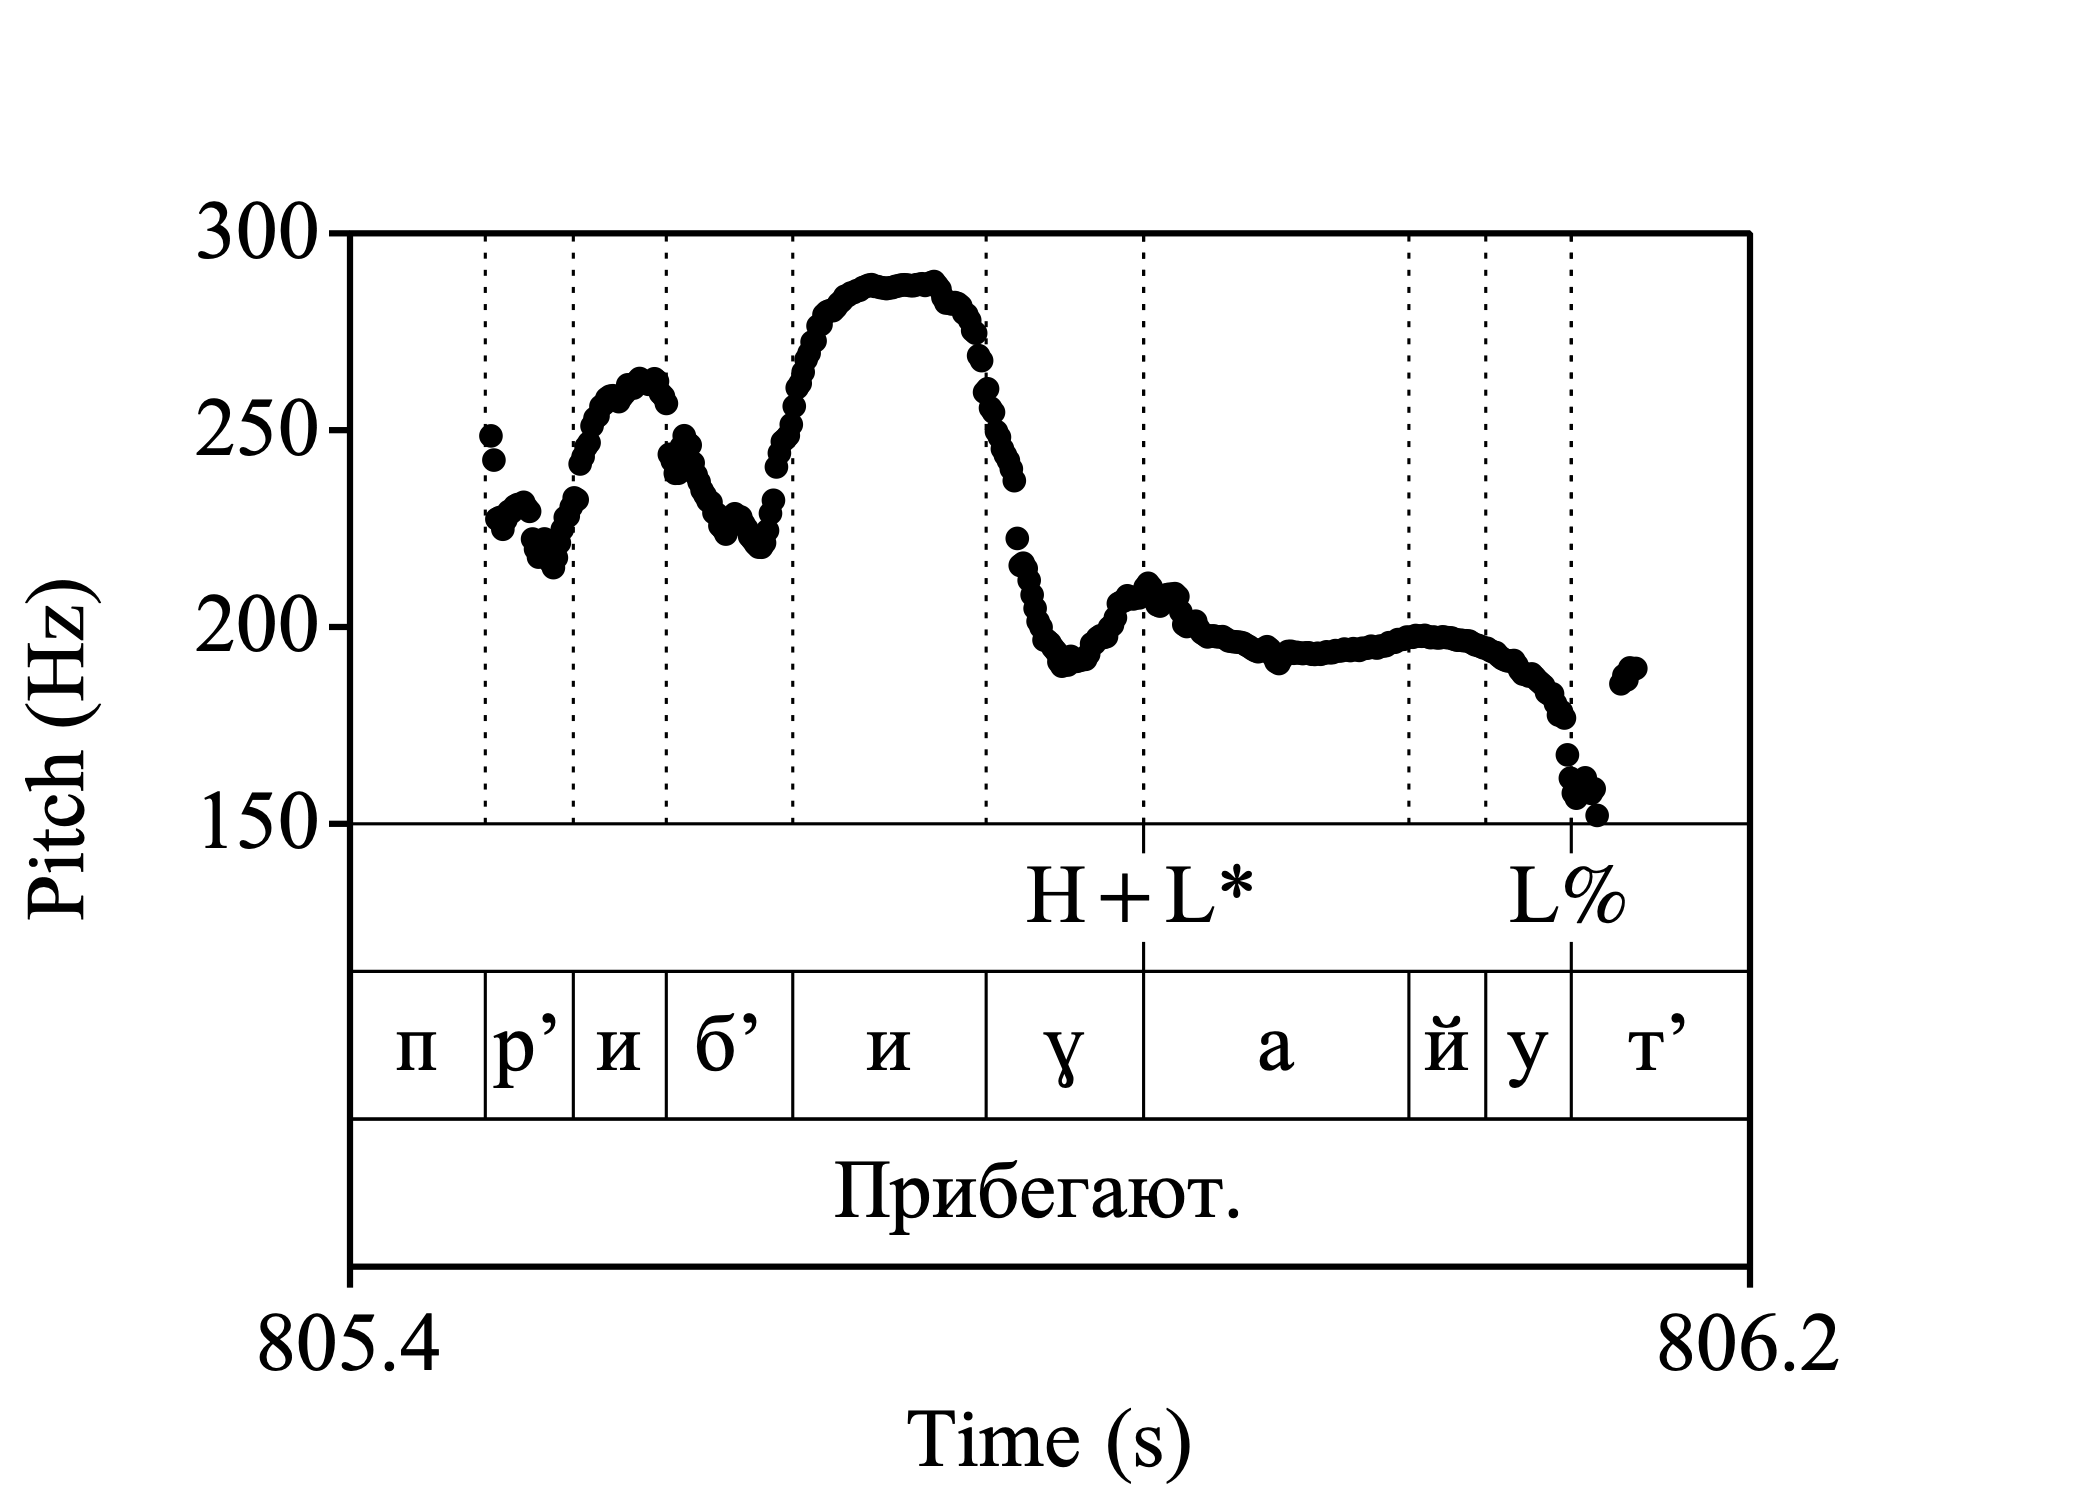 300
250
200
150
Pitch (Hz)
H+L* L%
п р’ и б’ и ɣ а й у т’
Прибегают.
805.4 806.2
Time (s)